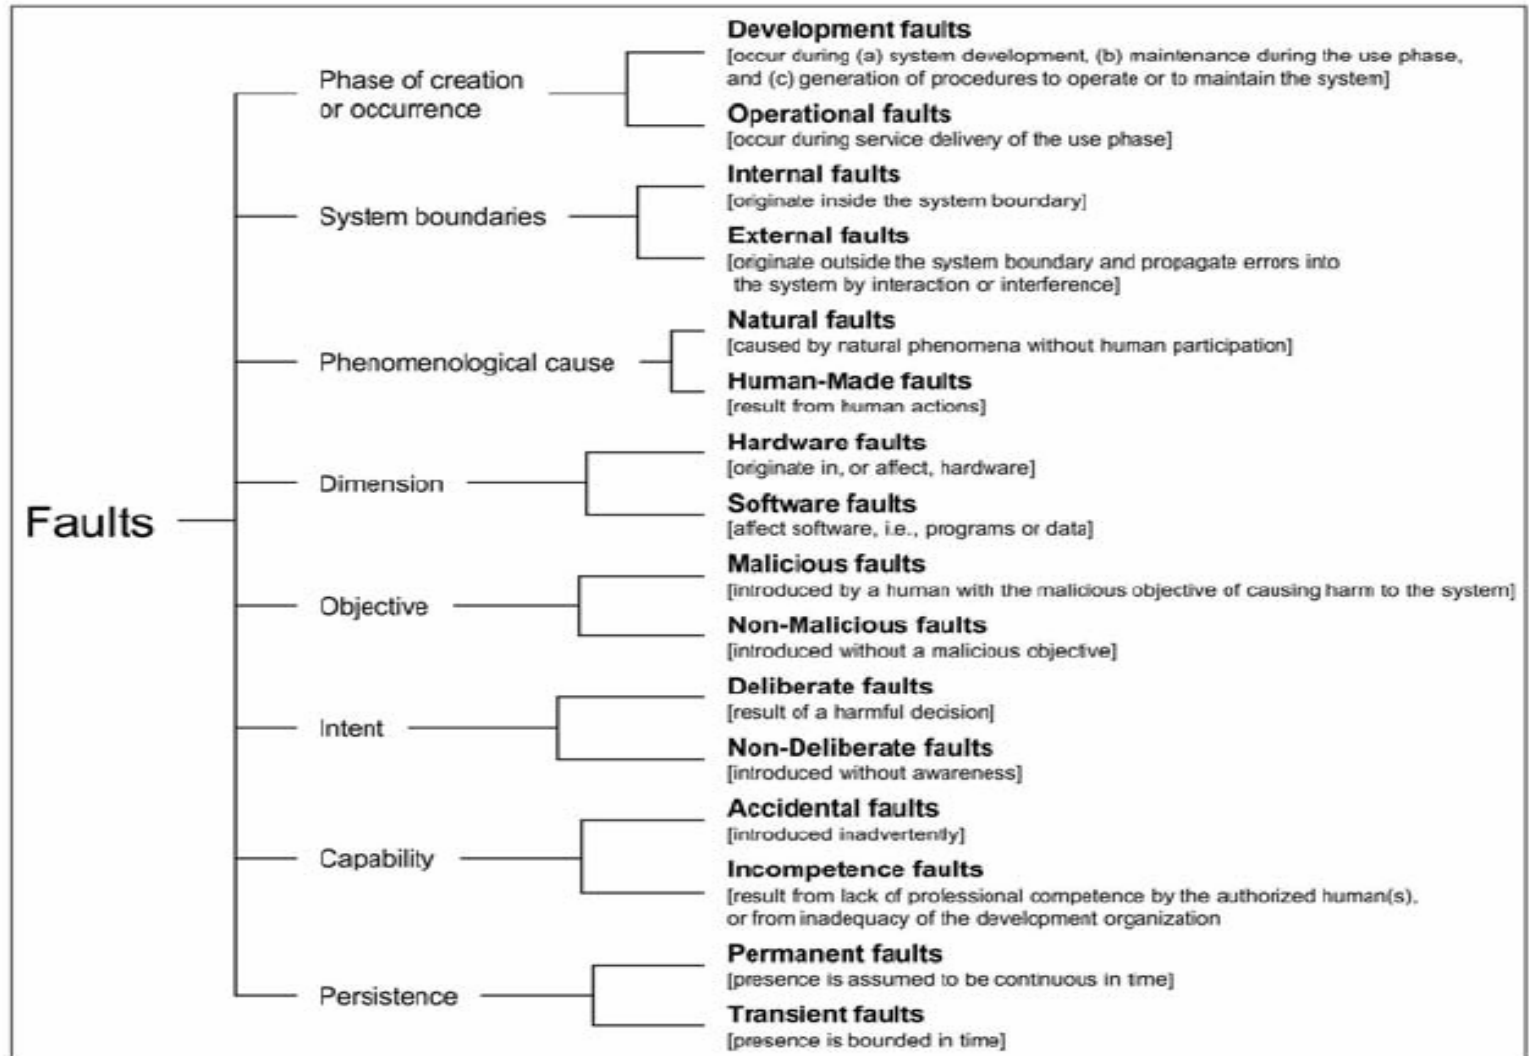 Faults
Phase of creation
or occurrence
Development faults
[occur during (a) system development, (b) maintenance during the use phase,
and (c) generation of procedures to operate or to maintain the system]
Operational faults
[occur during service delivery of the use phase]
System boundaries
Internal faults
[originate inside the system boundary]
External faults
[originate outside the system boundary and propagate errors into
the system by interaction or interference]
Phenomenological cause
Natural faults
[caused by natural phenomena without human participation]
Human-Made faults
[result from human actions]
Dimension
Hardware faults
[originate in, or affect, hardware]
Software faults
[affect software, i.e., programs or data]
Objective
Malicious faults
[introduced by a human with the malicious objective of causing harm to the system]
Non-Malicious faults
[introduced without a malicious objective]
Intent
Deliberate faults
[result of a harmful decision]
Non-Deliberate faults
[introduced without awareness]
Capability
Accidental faults
[introduced inadvertently]
Incompetence faults
[result from lack of professional competence by the authorized human(s),
or from inadequacy of the development organization
Persistence
Permanent faults
[presence is assumed to be continuous in time]
Transient faults
[presence is bounded in time]